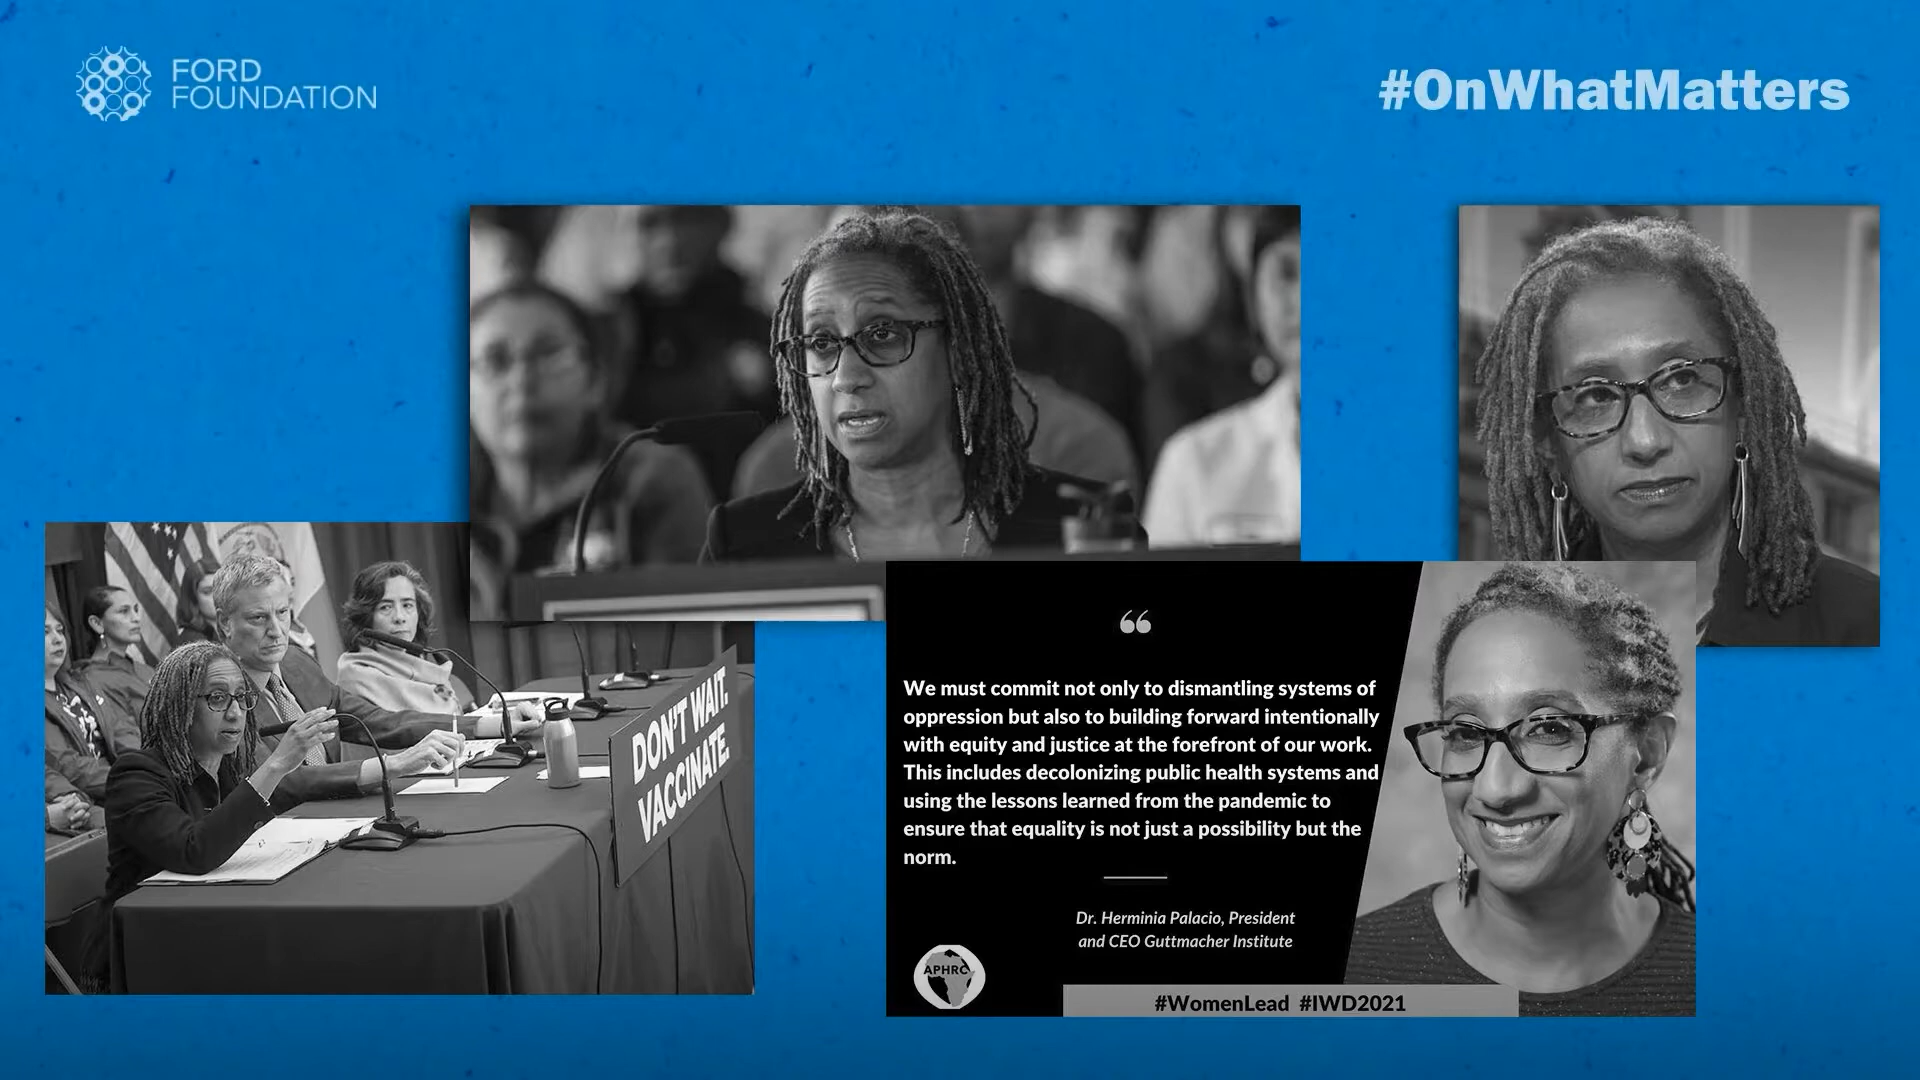 FORD
FOUNDATION
#OnWhatMatters
DON'T WAIT.
VACCINATE.
“
We must commit not only to dismantling systems of
oppression but also to building forward intentionally
with equity and justice at the forefront of our work.
This includes decolonizing public health systems and
using the lessons learned from the pandemic to
ensure that equality is not just a possibility but the
norm.
Dr. Herminia Palacio, President
and CEO Guttmacher Institute
APHRC
#WomenLead #IWD2021